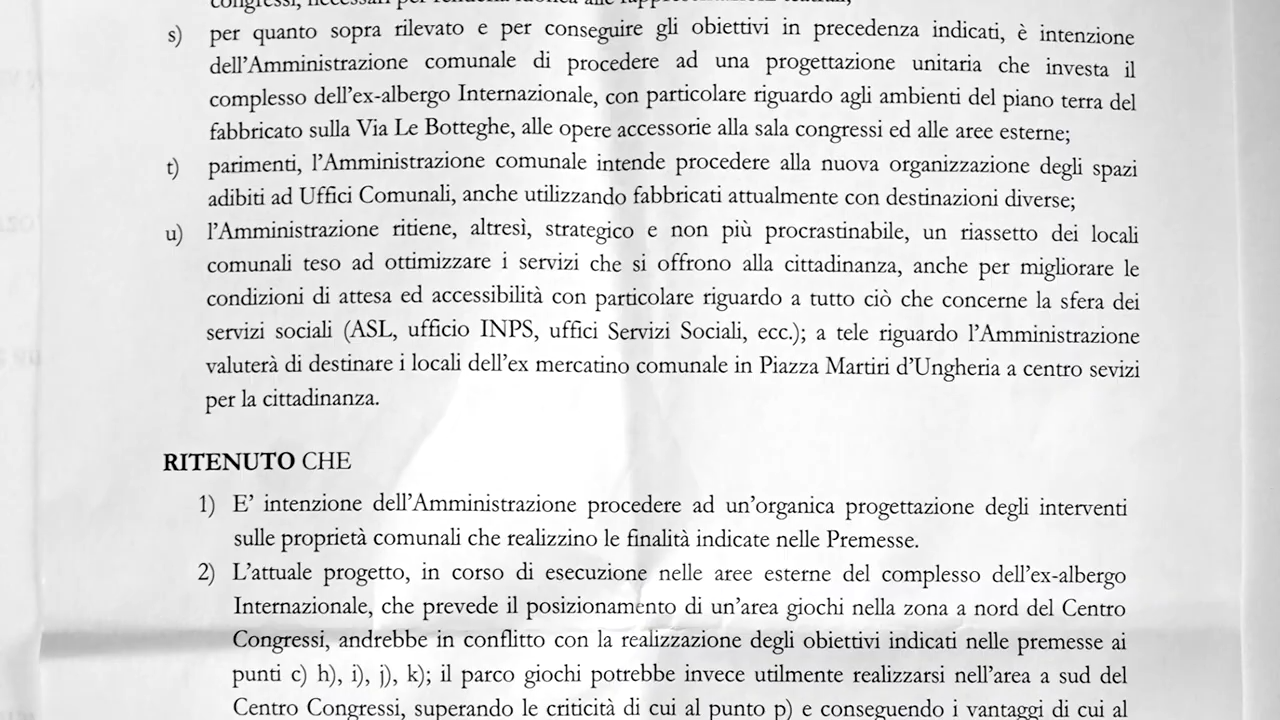 congressi, necessari per renderla
s) per quanto sopra rilevato e per conseguire gli obiettivi in precedenza indicati, è intenzione
dell'Amministrazione comunale di procedere ad una progettazione unitaria che investa il
complesso dell'ex-albergo Internazionale, con particolare riguardo agli ambienti del piano terra del
fabbricato sulla Via Le Botteghe, alle opere accessorie alla sala congressi ed alle aree esterne;
t) parimenti, l'Amministrazione comunale intende procedere alla nuova organizzazione degli spazi
adibiti ad Uffici Comunali, anche utilizzando fabbricati attualmente con destinazioni diverse;
u) l'Amministrazione ritiene, altresì, strategico e non più procrastinabile, un riassetto dei locali
comunali teso ad ottimizzare i servizi che si offrono alla cittadinanza, anche per migliorare le
condizioni di attesa ed accessibilità con particolare riguardo a tutto ciò che concerne la sfera dei
servizi sociali (ASL, ufficio INPS, uffici Servizi Sociali, ecc.); a tele riguardo l'Amministrazione
valuterà di destinare i locali dell'ex mercatino comunale in Piazza Martiri d'Ungheria a centro sevizi
per la cittadinanza.
RITENUTO CHE
1) E' intenzione dell'Amministrazione procedere ad un'organica progettazione degli interventi
sulle proprietà comunali che realizzino le finalità indicate nelle Premesse.
2) L'attuale progetto, in corso di esecuzione nelle aree esterne del complesso dell'ex-albergo
Internazionale, che prevede il posizionamento di un'area giochi nella zona a nord del Centro
Congressi, andrebbe in conflitto con la realizzazione degli obiettivi indicati nelle premesse ai
punti c) h), i), j), k); il parco giochi potrebbe invece utilmente realizzarsi nell'area a sud del
Centro Congressi, superando le criticità di cui al punto p) e conseguendo i vantaggi di cui al